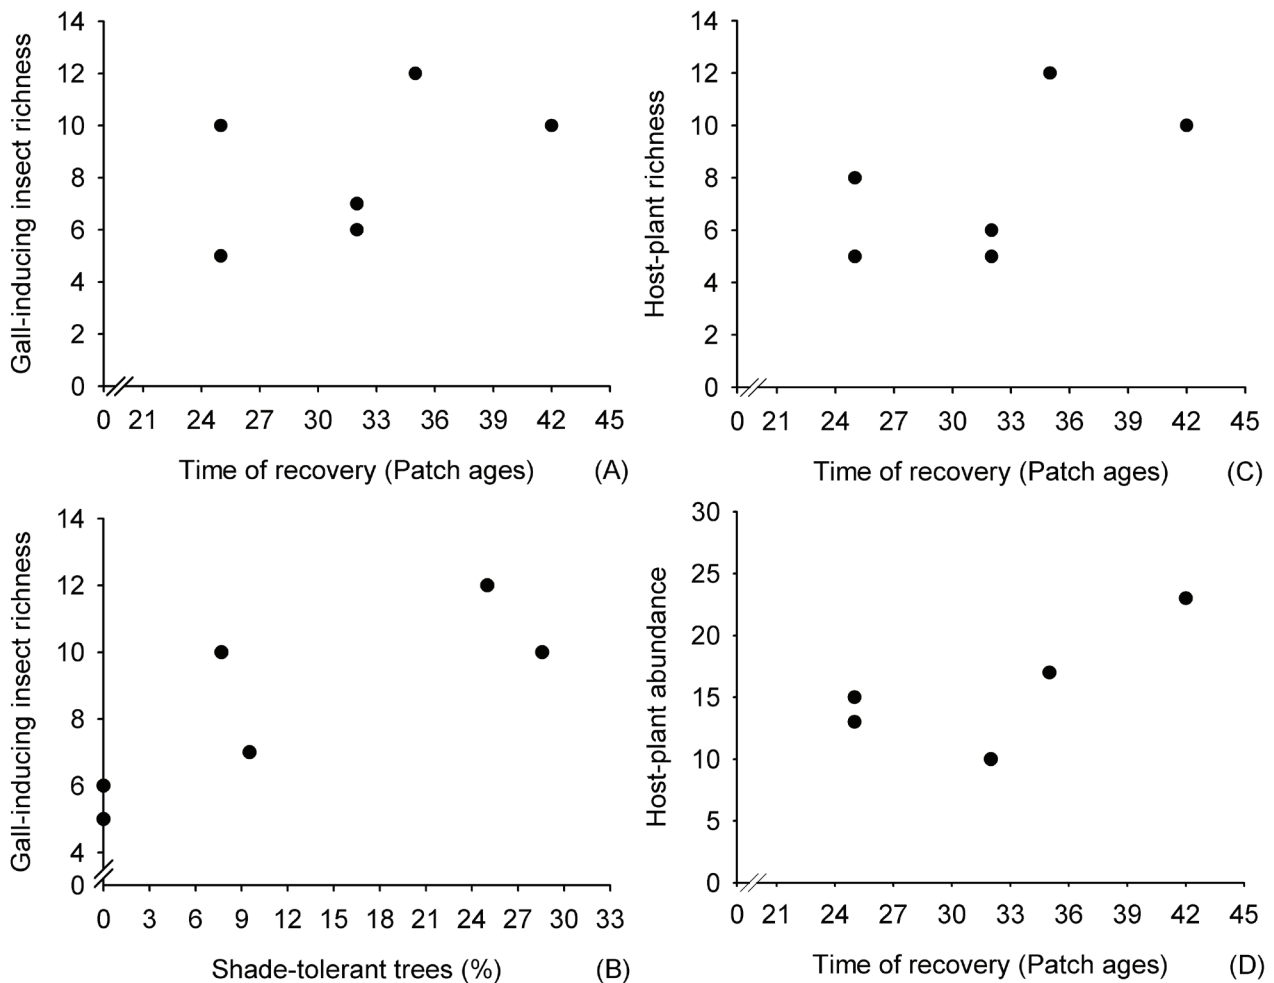 Gall-inducing insect richness
14
12
10
8
6
4
2
0
0 21 24 27 30 33 36 39 42 45
Time of recovery (Patch ages) (A)
Host-plant richness
14
12
10
8
6
4
2
0
0 21 24 27 30 33 36 39 42 45
Time of recovery (Patch ages) (C)
Gall-inducing insect richness
14
12
10
8
6
4
0
0 3 6 9 12 15 18 21 24 27 30 33
Shade-tolerant trees (%) (B)
Host-plant abundance
30
25
20
15
10
5
0
0 21 24 27 30 33 36 39 42 45
Time of recovery (Patch ages) (D)